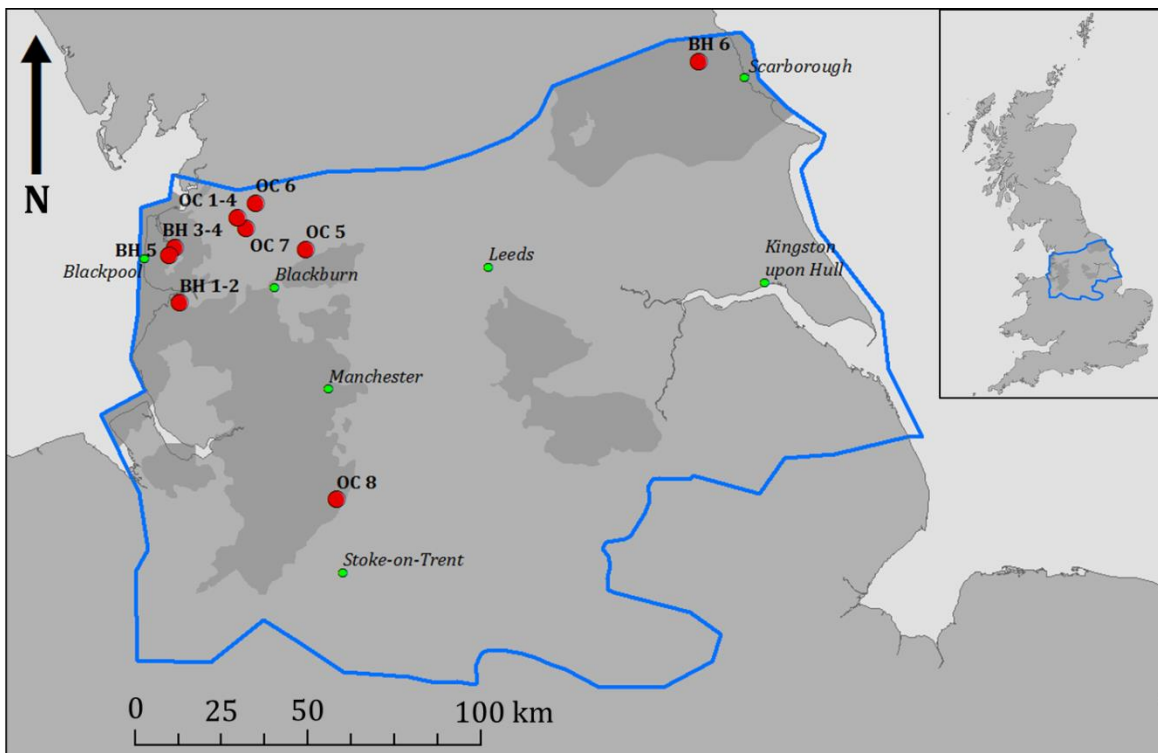 BH 6
Scarborough
N
OC 6
OC 1-4
BH 3-4
OC 7
OC 5
BH 5
Blackpool
Blackburn
Leeds
Kingston
upon Hull
BH 1-2
Manchester
OC 8
Stoke-on-Trent
0 25 50 100 km